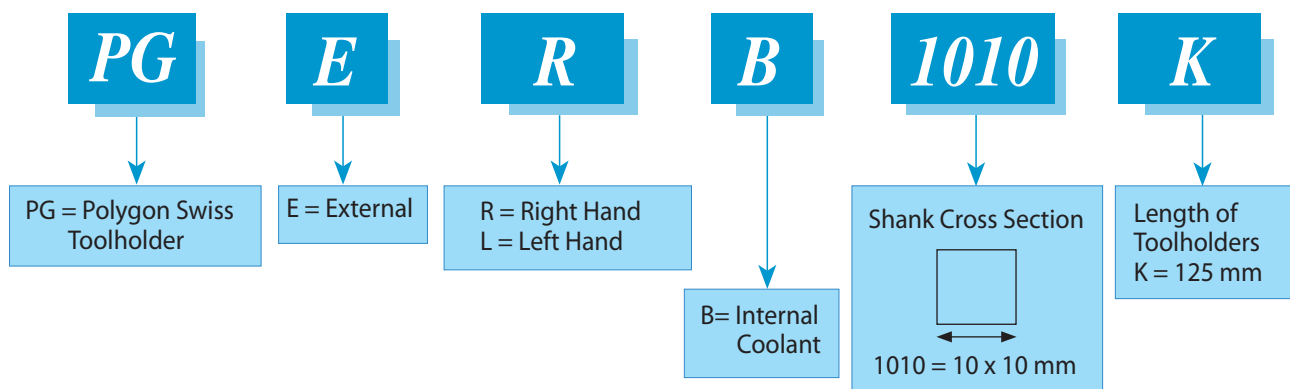 PG E R B 1010 K
PG = Polygon Swiss
Toolholder
E = External
R = Right Hand
L = Left Hand
B= Internal
Coolant
Shank Cross Section
1010 = 10 x 10 mm
Length of
Toolholders
K = 125 mm